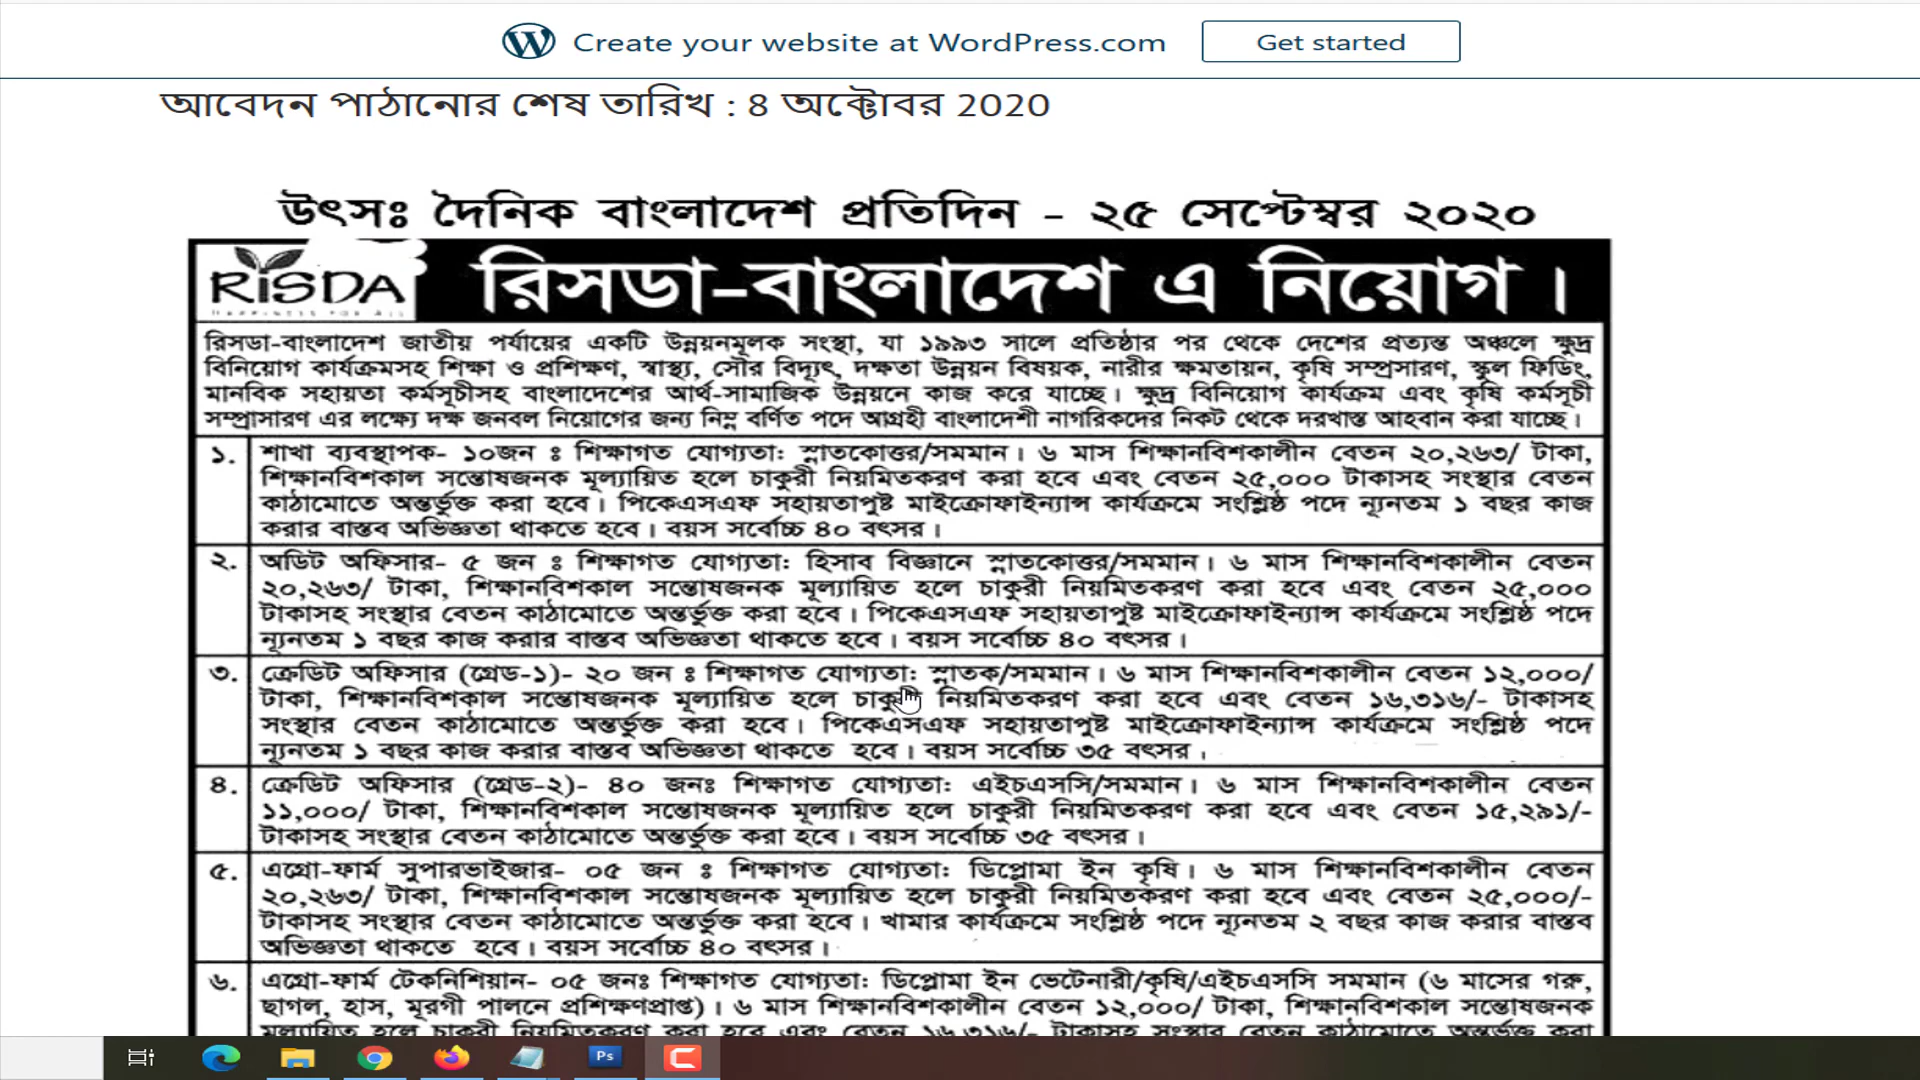 Create your website at WordPress.com
Get started
আবেদন পাঠানোর শেষ তারিখ : 8 অক্টোবর 2020
উৎসঃ দৈনিক বাংলাদেশ প্রতিদিন - ২৫ সেপ্টেম্বর ২০২০
RiSDA
HAPPINESS FOR ALL
রিসডা-বাংলাদেশ এ নিয়োগ।
রিসডা-বাংলাদেশ জাতীয় পর্যায়ের একটি উন্নয়নমূলক সংস্থা, যা ১৯৯৩ সালে প্রতিষ্ঠার পর থেকে দেশের প্রত্যন্ত অঞ্চলে ক্ষুদ্র
বিনিয়োগ কার্যক্রমসহ শিক্ষা ও প্রশিক্ষণ, স্বাস্থ্য, সৌর বিদ্যুৎ, দক্ষতা উন্নয়ন বিষয়ক, নারীর ক্ষমতায়ন, কৃষি সম্প্রসারণ, স্কুল ফিডিং,
মানবিক সহায়তা কর্মসূচীসহ বাংলাদেশের আর্থ-সামাজিক উন্নয়নে কাজ করে যাচ্ছে। ক্ষুদ্র বিনিয়োগ কার্যক্রম এবং কৃষি কর্মসূচী
সম্প্রাসারণ এর লক্ষ্যে দক্ষ জনবল নিয়োগের জন্য নিম্ন বর্ণিত পদে আগ্রহী বাংলাদেশী নাগরিকদের নিকট থেকে দরখাস্ত আহবান করা যাচ্ছে।
১. শাখা ব্যবস্থাপক- ১০জন ঃ শিক্ষাগত যোগ্যতা: স্নাতকোত্তর/সমমান। ৬ মাস শিক্ষানবিশকালীন বেতন ২০,২৬৩/ টাকা,
শিক্ষানবিশকাল সন্তোষজনক মূল্যায়িত হলে চাকুরী নিয়মিতকরণ করা হবে এবং বেতন ২৫,০০০ টাকাসহ সংস্থার বেতন
কাঠামোতে অন্তর্ভুক্ত করা হবে। পিকেএসএফ সহায়তাপুষ্ট মাইক্রোফাইন্যান্স কার্যক্রমে সংশ্লিষ্ঠ পদে ন্যূনতম ১ বছর কাজ
করার বাস্তব অভিজ্ঞতা থাকতে হবে। বয়স সর্বোচ্চ ৪০ বৎসর।
২. অডিট অফিসার- ৫ জন ঃ শিক্ষাগত যোগ্যতা: হিসাব বিজ্ঞানে স্নাতকোত্তর/সমমান। ৬ মাস শিক্ষানবিশকালীন বেতন
২০,২৬৩/ টাকা, শিক্ষানবিশকাল সন্তোষজনক মূল্যায়িত হলে চাকুরী নিয়মিতকরণ করা হবে এবং বেতন ২৫,০০০
টাকাসহ সংস্থার বেতন কাঠামোতে অন্তর্ভুক্ত করা হবে। পিকেএসএফ সহায়তাপুষ্ট মাইক্রোফাইন্যান্স কার্যক্রমে সংশ্লিষ্ঠ পদে
ন্যূনতম ১ বছর কাজ করার বাস্তব অভিজ্ঞতা থাকতে হবে। বয়স সর্বোচ্চ ৪০ বৎসর।
৩. ক্রেডিট অফিসার (গ্রেড-১)- ২০ জন ঃ শিক্ষাগত যোগ্যতা: স্নাতক/সমমান। ৬ মাস শিক্ষানবিশকালীন বেতন ১২,০০০/
টাকা, শিক্ষানবিশকাল সন্তোষজনক মূল্যায়িত হলে চাকুরী নিয়মিতকরণ করা হবে এবং বেতন ১৬,৩১৬/- টাকাসহ
সংস্থার বেতন কাঠামোতে অন্তর্ভুক্ত করা হবে। পিকেএসএফ সহায়তাপুষ্ট মাইক্রোফাইন্যান্স কার্যক্রমে সংশ্লিষ্ঠ পদে
ন্যূনতম ১ বছর কাজ করার বাস্তব অভিজ্ঞতা থাকতে হবে। বয়স সর্বোচ্চ ৩৫ বৎসর।
৪. ক্রেডিট অফিসার (গ্রেড-২)- ৪০ জনঃ শিক্ষাগত যোগ্যতা: এইচএসসি/সমমান। ৬ মাস শিক্ষানবিশকালীন বেতন
১১,০০০/ টাকা, শিক্ষানবিশকাল সন্তোষজনক মূল্যায়িত হলে চাকুরী নিয়মিতকরণ করা হবে এবং বেতন ১৫,২৯১/-
টাকাসহ সংস্থার বেতন কাঠামোতে অন্তর্ভুক্ত করা হবে। বয়স সর্বোচ্চ ৩৫ বৎসর।
৫. এগ্রো-ফার্ম সুপারভাইজার- ০৫ জন ঃ শিক্ষাগত যোগ্যতা: ডিপ্লোমা ইন কৃষি। ৬ মাস শিক্ষানবিশকালীন বেতন
২০,২৬৩/ টাকা, শিক্ষানবিশকাল সন্তোষজনক মূল্যায়িত হলে চাকুরী নিয়মিতকরণ করা হবে এবং বেতন ২৫,০০০/-
টাকাসহ সংস্থার বেতন কাঠামোতে অন্তর্ভুক্ত করা হবে। খামার কার্যক্রমে সংশ্লিষ্ঠ পদে ন্যূনতম ২ বছর কাজ করার বাস্তব
অভিজ্ঞতা থাকতে হবে। বয়স সর্বোচ্চ ৪০ বৎসর।
৬. এগ্রো-ফার্ম টেকনিশিয়ান- ০৫ জনঃ শিক্ষাগত যোগ্যতা: ডিপ্লোমা ইন ভেটেনারী/কৃষি/এইচএসসি সমমান (৬ মাসের গরু,
ছাগল, হাস, মূরগী পালনে প্রশিক্ষণপ্রাপ্ত)। ৬ মাস শিক্ষানবিশকালীন বেতন ১২,০০০/ টাকা, শিক্ষানবিশকাল সন্তোষজনক
মূল্যায়িত হলে চাকুরী নিয়মিতকরণ করা হবে এবং বেতন ১৬,৩১৬/- টাকাসহ সংস্থার বেতন কাঠামোতে অন্তর্ভুক্ত করা
Ps